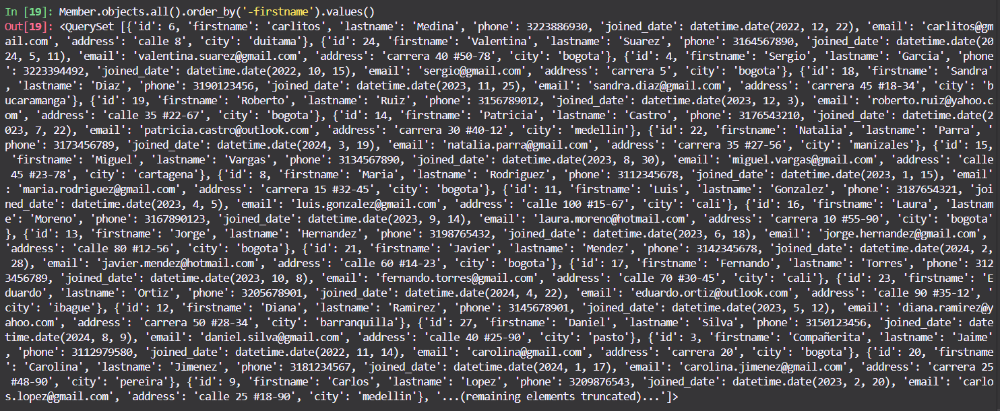 In [19]: Member.objects.all().order_by('-firstname').values()
Out[19]: <QuerySet [{'id': 6, 'firstname': 'carlitos', 'lastname': 'Medina', 'phone': 3223886930, 'joined_date': datetime.date(2022, 12, 22), 'email': 'carlitos@gm
ail.com', 'address': 'calle 8', 'city': 'duitama'}, {'id': 24, 'firstname': 'Valentina', 'lastname': 'Suarez', 'phone': 3164567890, 'joined_date': datetime.date(20
24, 5, 11), 'email': 'valentina.suarez@gmail.com', 'address': 'carrera 40 #50-78', 'city': 'bogota'}, {'id': 4, 'firstname': 'Sergio', 'lastname': 'Garcia', 'phone
': 3223394492, 'joined_date': datetime.date(2022, 10, 15), 'email': 'sergio@gmail.com', 'address': 'carrera 5', 'city': 'bogota'}, {'id': 18, 'firstname': 'Sandra'
, 'lastname': 'Diaz', 'phone': 3190123456, 'joined_date': datetime.date(2023, 11, 25), 'email': 'sandra.diaz@gmail.com', 'address': 'carrera 45 #18-34', 'city': 'b
ucaramanga'}, {'id': 19, 'firstname': 'Roberto', 'lastname': 'Ruiz', 'phone': 3156789012, 'joined_date': datetime.date(2023, 12, 3), 'email': 'roberto.ruiz@yahoo.c
om', 'address': 'calle 35 #22-67', 'city': 'bogota'}, {'id': 14, 'firstname': 'Patricia', 'lastname': 'Castro', 'phone': 3176543210, 'joined_date': datetime.date(2
023, 7, 22), 'email': 'patricia.castro@outlook.com', 'address': 'carrera 30 #40-12', 'city': 'medellin'}, {'id': 22, 'firstname': 'Natalia', 'lastname': 'Parra', '
phone': 3173456789, 'joined_date': datetime.date(2024, 3, 19), 'email': 'natalia.parra@gmail.com', 'address': 'carrera 35 #27-56', 'city': 'manizales'}, {'id': 15,
 'firstname': 'Miguel', 'lastname': 'Vargas', 'phone': 3134567890, 'joined_date': datetime.date(2023, 8, 30), 'email': 'miguel.vargas@gmail.com', 'address': 'calle
 45 #23-78', 'city': 'cartagena'}, {'id': 8, 'firstname': 'Maria', 'lastname': 'Rodriguez', 'phone': 3112345678, 'joined_date': datetime.date(2023, 1, 15), 'email'
: 'maria.rodriguez@gmail.com', 'address': 'carrera 15 #32-45', 'city': 'bogota'}, {'id': 11, 'firstname': 'Luis', 'lastname': 'Gonzalez', 'phone': 3187654321, 'joi
ned_date': datetime.date(2023, 4, 5), 'email': 'luis.gonzalez@gmail.com', 'address': 'calle 100 #15-67', 'city': 'cali'}, {'id': 16, 'firstname': 'Laura', 'lastnam
e': 'Moreno', 'phone': 3167890123, 'joined_date': datetime.date(2023, 9, 14), 'email': 'laura.moreno@hotmail.com', 'address': 'carrera 10 #55-90', 'city': 'bogota'
}, {'id': 13, 'firstname': 'Jorge', 'lastname': 'Hernandez', 'phone': 3198765432, 'joined_date': datetime.date(2023, 6, 18), 'email': 'jorge.hernandez@gmail.com',
'address': 'calle 80 #12-56', 'city': 'bogota'}, {'id': 21, 'firstname': 'Javier', 'lastname': 'Mendez', 'phone': 3142345678, 'joined_date': datetime.date(2024, 2,
 28), 'email': 'javier.mendez@hotmail.com', 'address': 'calle 60 #14-23', 'city': 'bogota'}, {'id': 17, 'firstname': 'Fernando', 'lastname': 'Torres', 'phone': 312
3456789, 'joined_date': datetime.date(2023, 10, 8), 'email': 'fernando.torres@gmail.com', 'address': 'calle 70 #30-45', 'city': 'cali'}, {'id': 23, 'firstname': 'E
duardo', 'lastname': 'Ortiz', 'phone': 3205678901, 'joined_date': datetime.date(2024, 4, 22), 'email': 'eduardo.ortiz@outlook.com', 'address': 'calle 90 #35-12', '
city': 'ibague'}, {'id': 12, 'firstname': 'Diana', 'lastname': 'Ramirez', 'phone': 3145678901, 'joined_date': datetime.date(2023, 5, 12), 'email': 'diana.ramirez@y
ahoo.com', 'address': 'carrera 50 #28-34', 'city': 'barranquilla'}, {'id': 27, 'firstname': 'Daniel', 'lastname': 'Silva', 'phone': 3150123456, 'joined_date': date
time.date(2024, 8, 9), 'email': 'daniel.silva@gmail.com', 'address': 'calle 40 #25-90', 'city': 'pasto'}, {'id': 3, 'firstname': 'Compañerita', 'lastname': 'Jaime'
, 'phone': 3112979580, 'joined_date': datetime.date(2022, 11, 14), 'email': 'carolina@gmail.com', 'address': 'carrera 20', 'city': 'bogota'}, {'id': 20, 'firstname
': 'Carolina', 'lastname': 'Jimenez', 'phone': 3181234567, 'joined_date': datetime.date(2024, 1, 17), 'email': 'carolina.jimenez@gmail.com', 'address': 'carrera 25
 #48-90', 'city': 'pereira'}, {'id': 9, 'firstname': 'Carlos', 'lastname': 'Lopez', 'phone': 3209876543, 'joined_date': datetime.date(2023, 2, 20), 'email': 'carlo
s.lopez@gmail.com', 'address': 'calle 25 #18-90', 'city': 'medellin'}, '...(remaining elements truncated)...']>